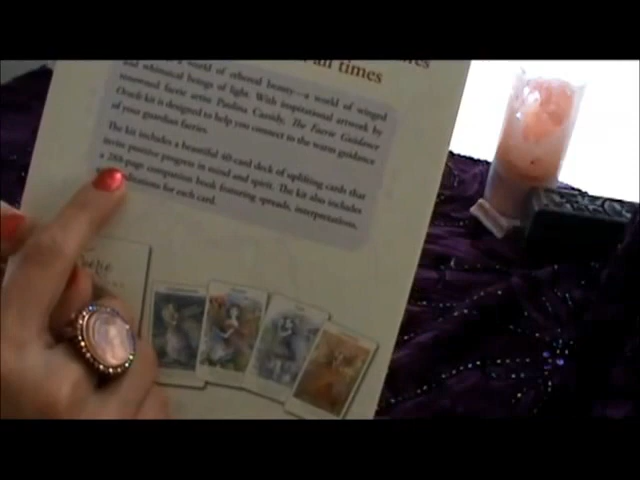 all times
world of ethereal beauty—a world of winged
and whimsical beings of light. With inspirational artwork by
renowned faerie artist Paulina Cassidy, The Faerie Guidance
Oracle kit is designed to help you connect to the warm guidance
of your guardian faeries.
The kit includes a beautiful 40-card deck of uplifting cards that
invite positive progress in mind and spirit. The kit also includes
a 288-page companion book featuring spreads, interpretations,
for each card.